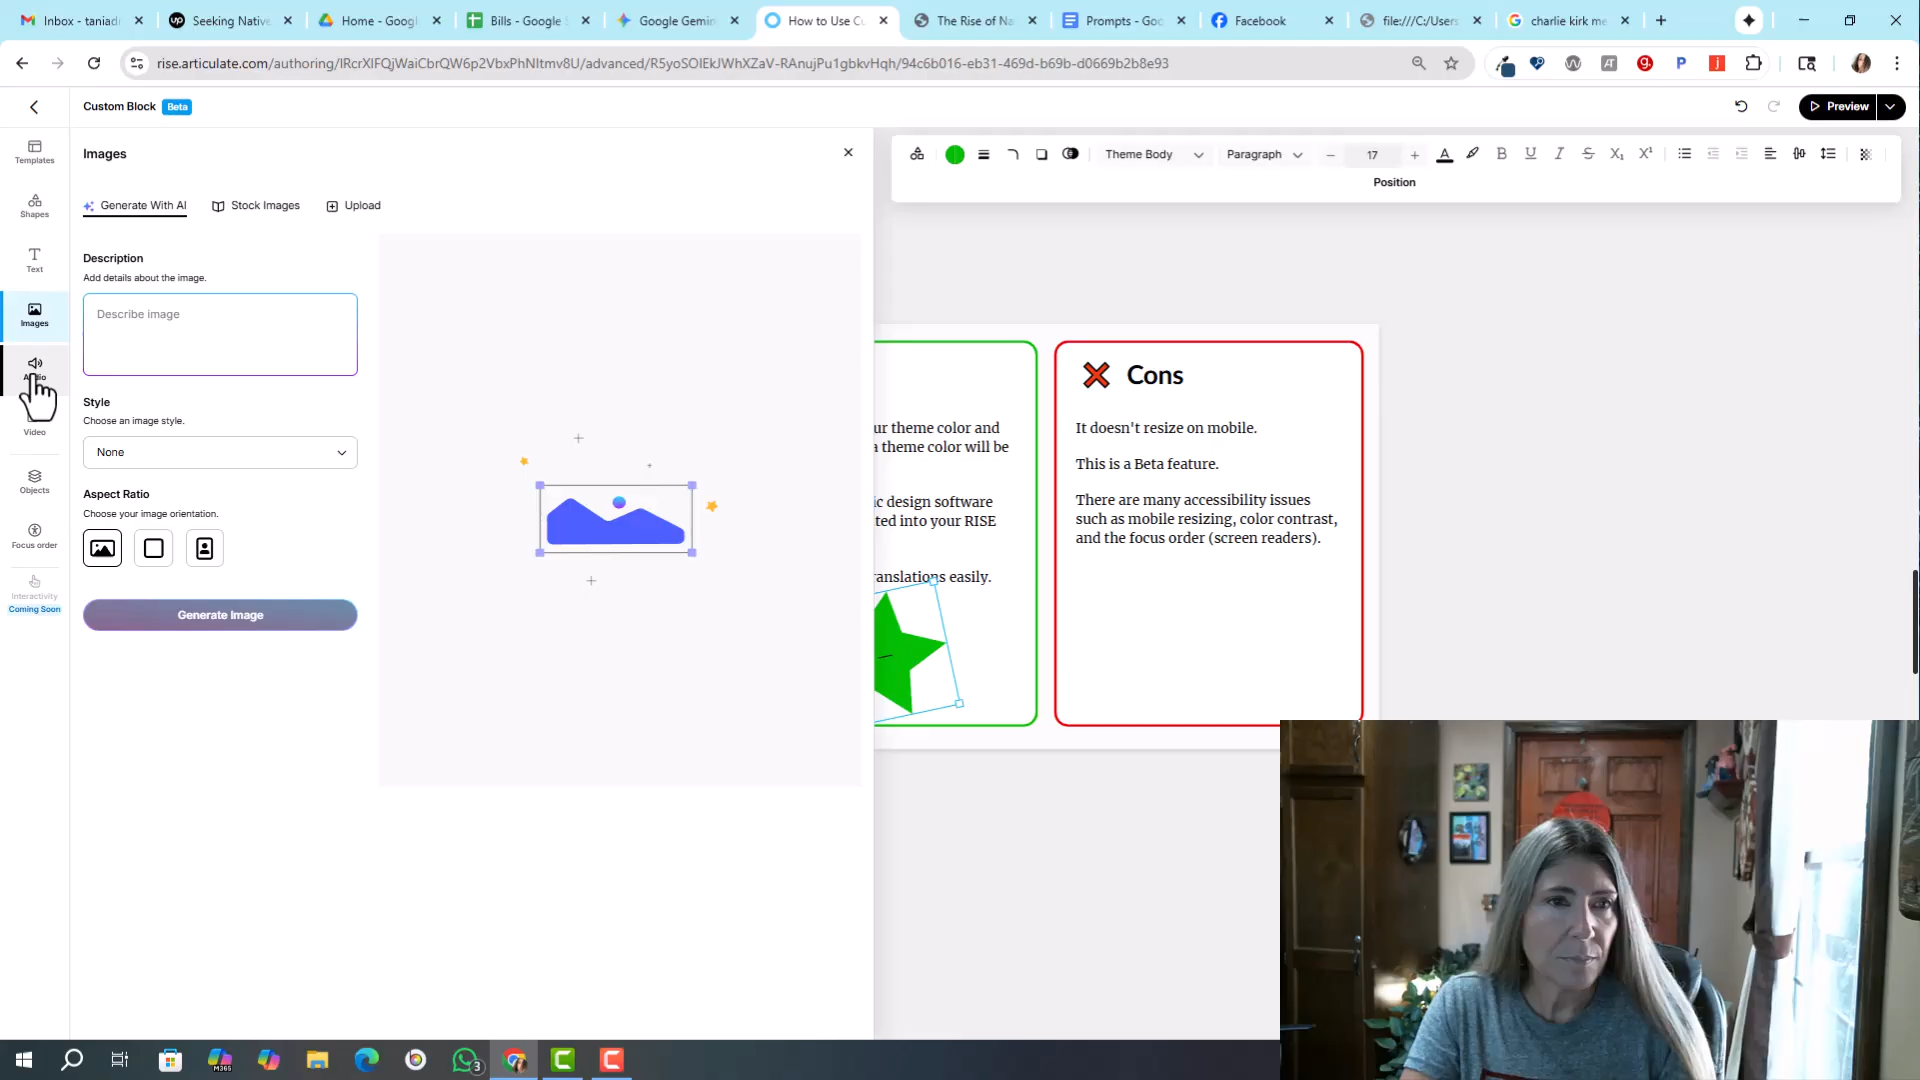 Inbox - taniadr
Seeking Native
Home - Googl
Bills - Google S
Google Gemin
How to Use Cu
The Rise of Na
Prompts - Goo
Facebook
file:///C:/Users
charlie kirk me
rise.articulate.com/authoring/IRcrXIFQjWaiCbrQW6p2VbxPhNItmv8U/advanced/R5yoSOIEkJWhXZaV-RAnujPu1gbkvHqh/94c6b016-eb31-469d-b69b-d0669b2b8e93
Custom Block Beta
Preview
Templates
Shapes
Text
Images
Video
Objects
Focus order
Interactivity
Coming Soon
Images
Generate With AI
Stock Images
Upload
Description
Add details about the image.
Describe image
Style
Choose an image style.
None
Aspect Ratio
Choose your image orientation.
Generate Image
Theme Body
Paragraph
17
Position
ur theme color and
a theme color will be
ic design software
ted into your RISE
ranslations easily.
Cons
It doesn't resize on mobile.
This is a Beta feature.
There are many accessibility issues
such as mobile resizing, color contrast,
and the focus order (screen readers).
M365
3